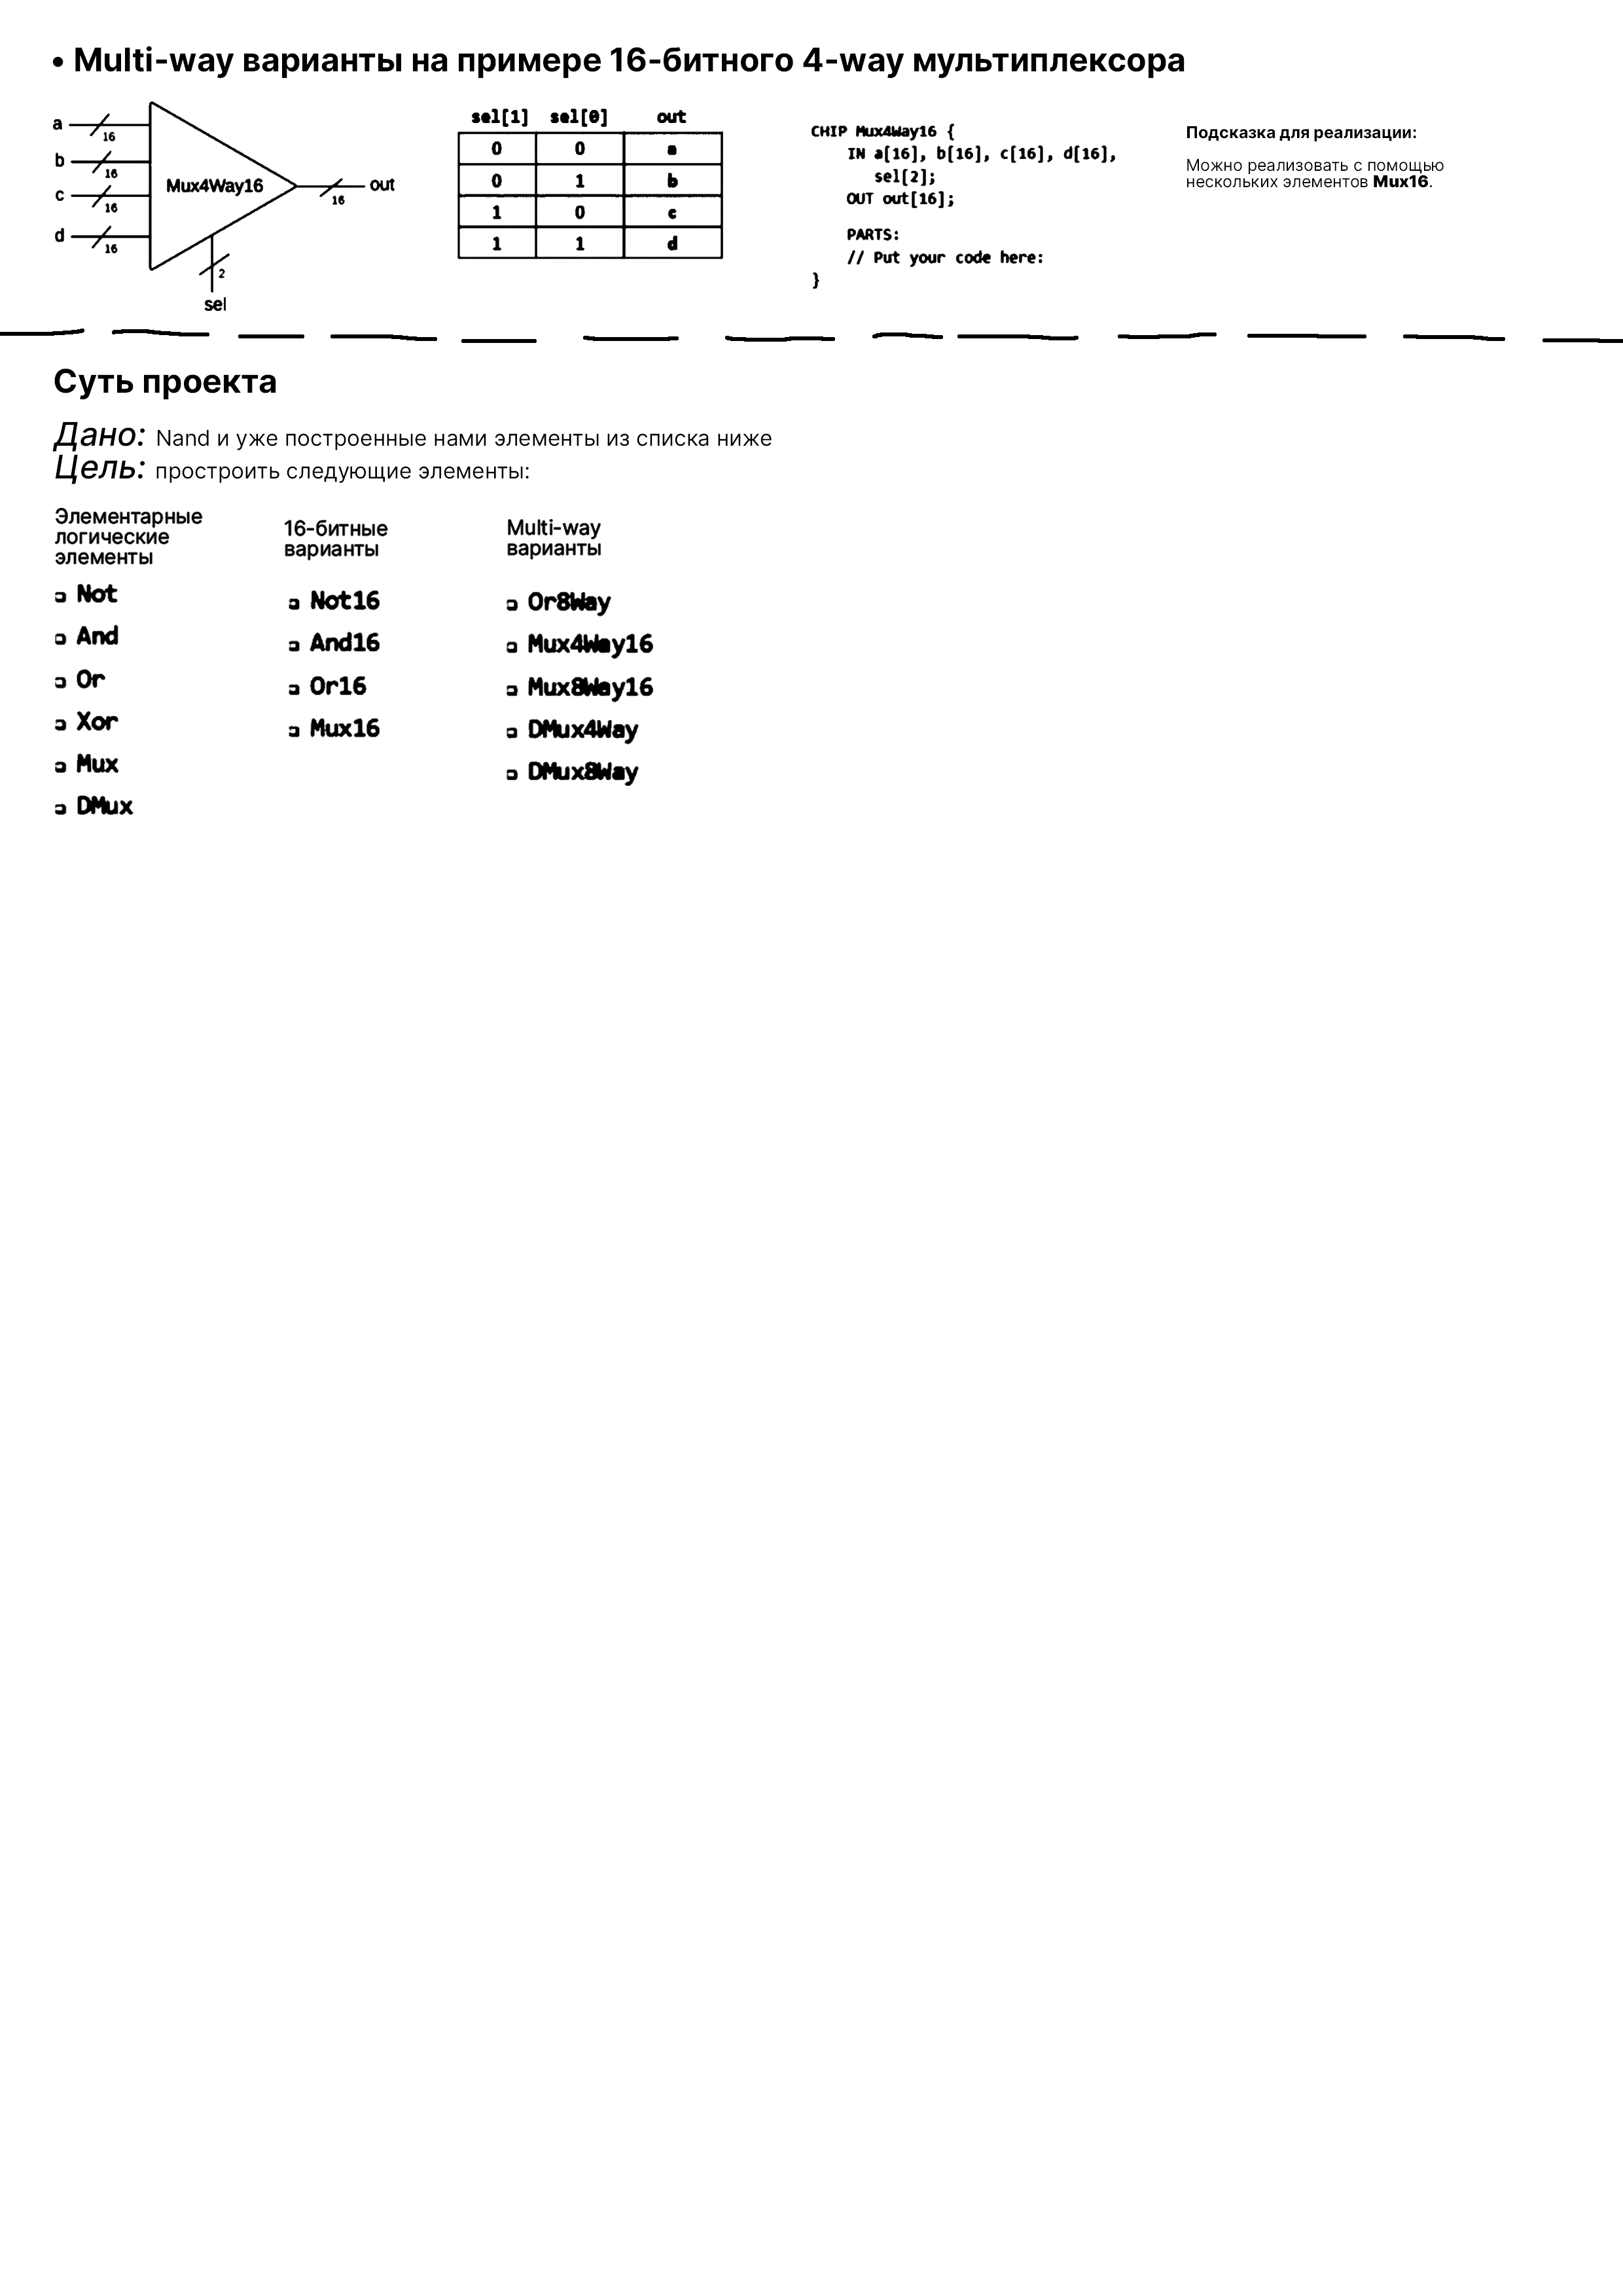 • Multi-way варианты на примере 16-битного 4-way мультиплексора
a
16
b
16
c
16
d
16
Mux4Way16
16
out
2
sel
sel[1] sel[0] out
0 0 a
0 1 b
1 0 c
1 1 d
CHIP Mux4Way16 {
IN a[16], b[16], c[16], d[16],
sel[2];
OUT out[16];
PARTS:
// Put your code here:
}
Подсказка для реализации:
Можно реализовать с помощью
нескольких элементов Mux16.
Суть проекта
Дано: Nand и уже построенные нами элементы из списка ниже
Цель: простроить следующие элементы:
Элементарные
логические
элементы
Not
And
Or
Xor
Mux
DMux
16-битные
варианты
Not16
And16
Or16
Mux16
Multi-way
варианты
Or8Way
Mux4Way16
Mux8Way16
DMux4Way
DMux8Way